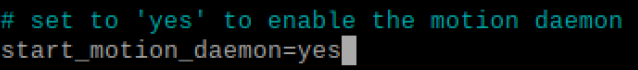 # set to 'yes' to enable the motion daemon
start_motion_daemon=yes